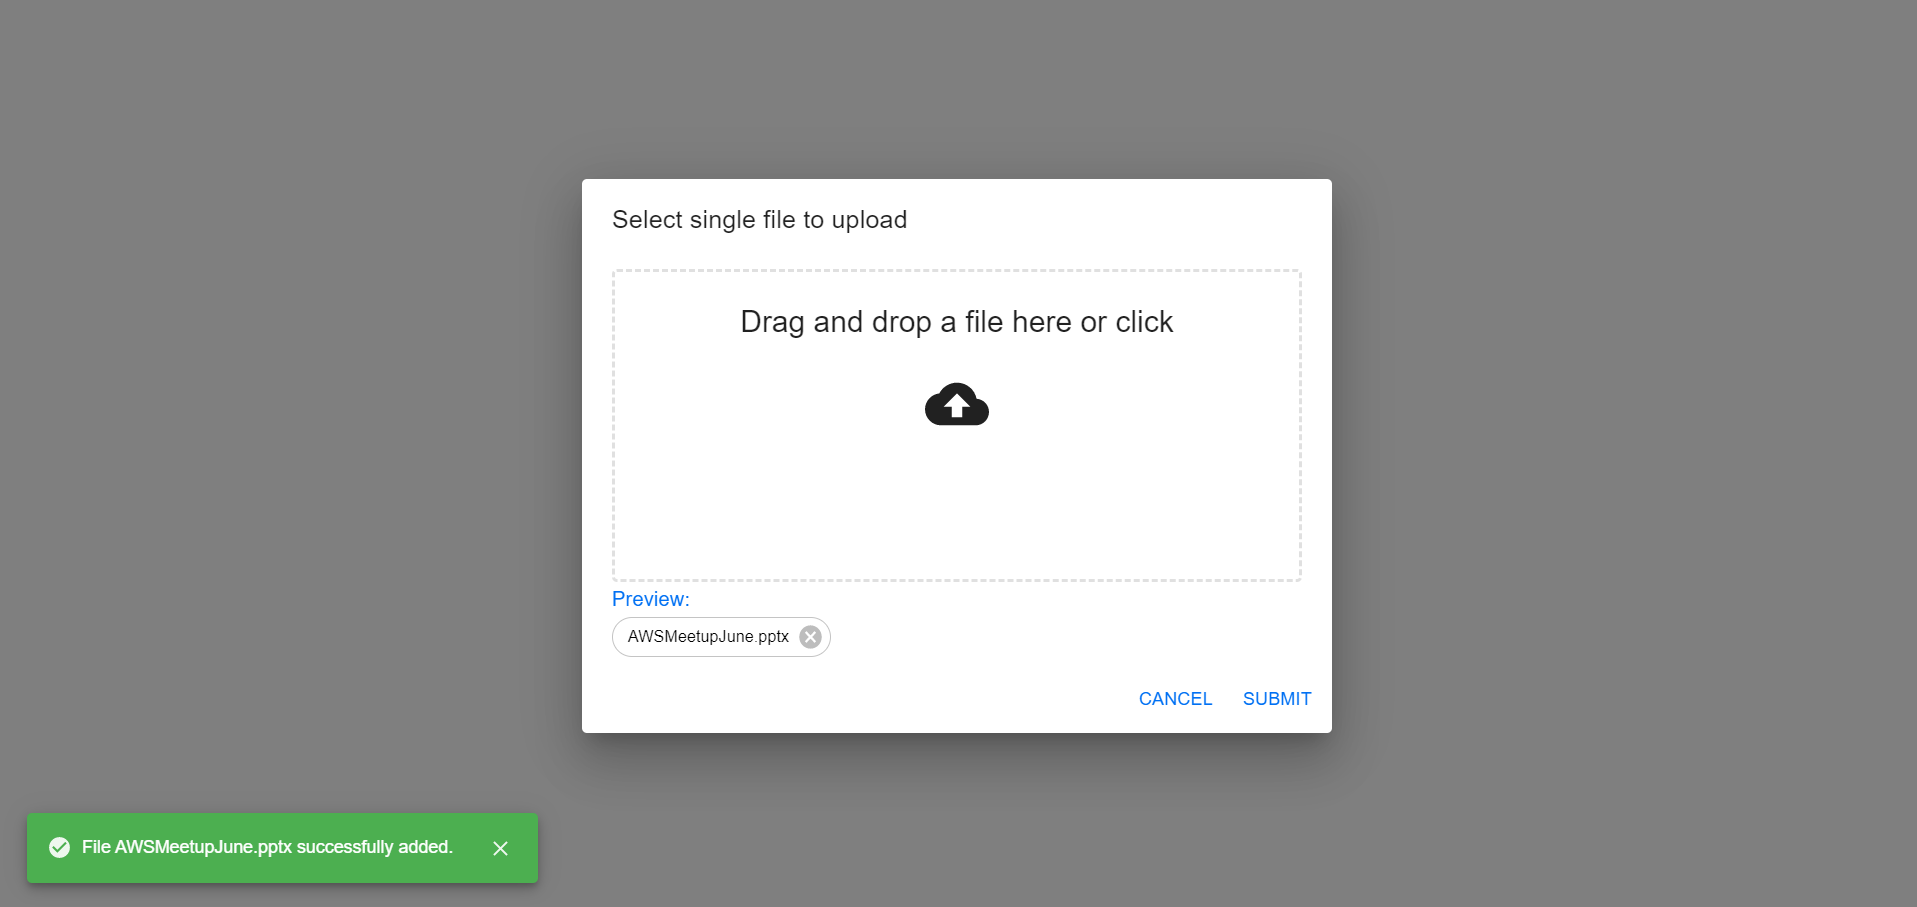 Select single file to upload
Drag and drop a file here or click
Preview:
AWSMeetupJune.pptx
CANCEL SUBMIT
File AWSMeetupJune.pptx successfully added.